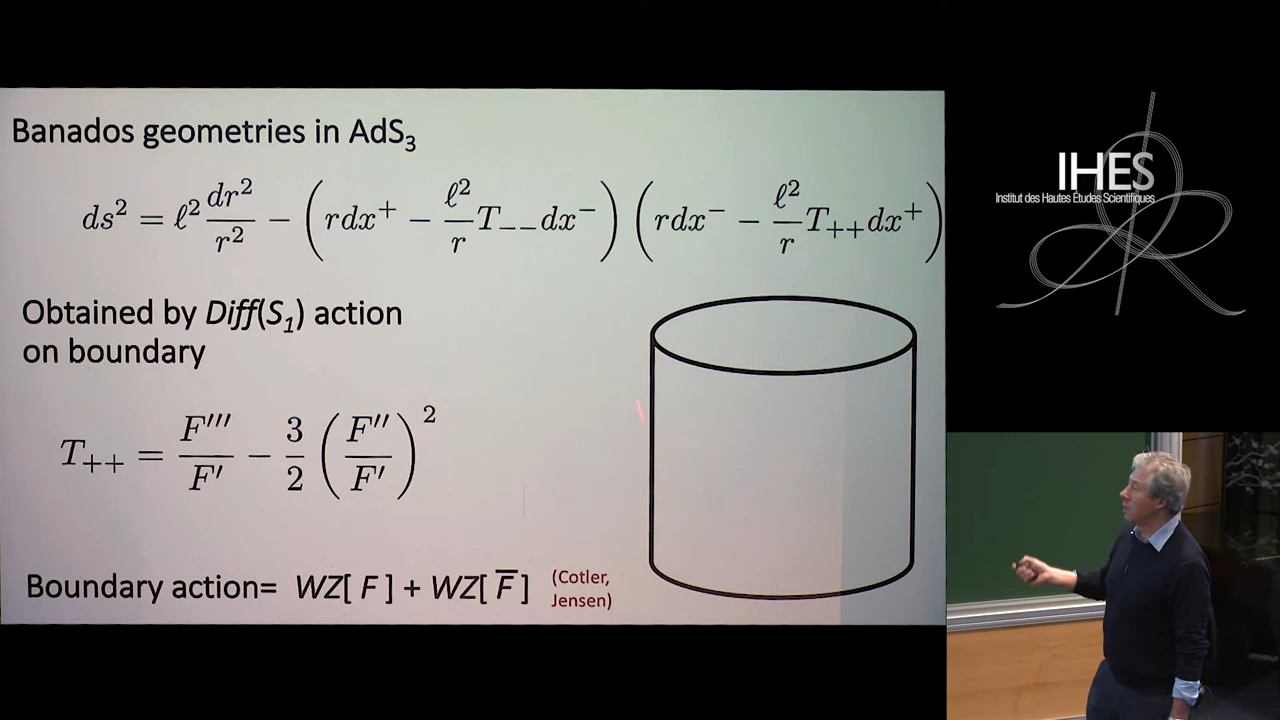 Banados geometries in AdS₃
ds² = ℓ² dr²/r² − ( rdx⁺ − ℓ²/r T₋₋dx⁻ ) ( rdx⁻ − ℓ²/r T₊₊dx⁺ )
Obtained by Diff(S₁) action
on boundary
T₊₊ = F‴/F′ − 3/2 ( F″/F′ )²
Boundary action= WZ[ F ] + WZ[ F̅ ]
(Cotler,
Jensen)
IHES
Institut des Hautes Études Scientifiques